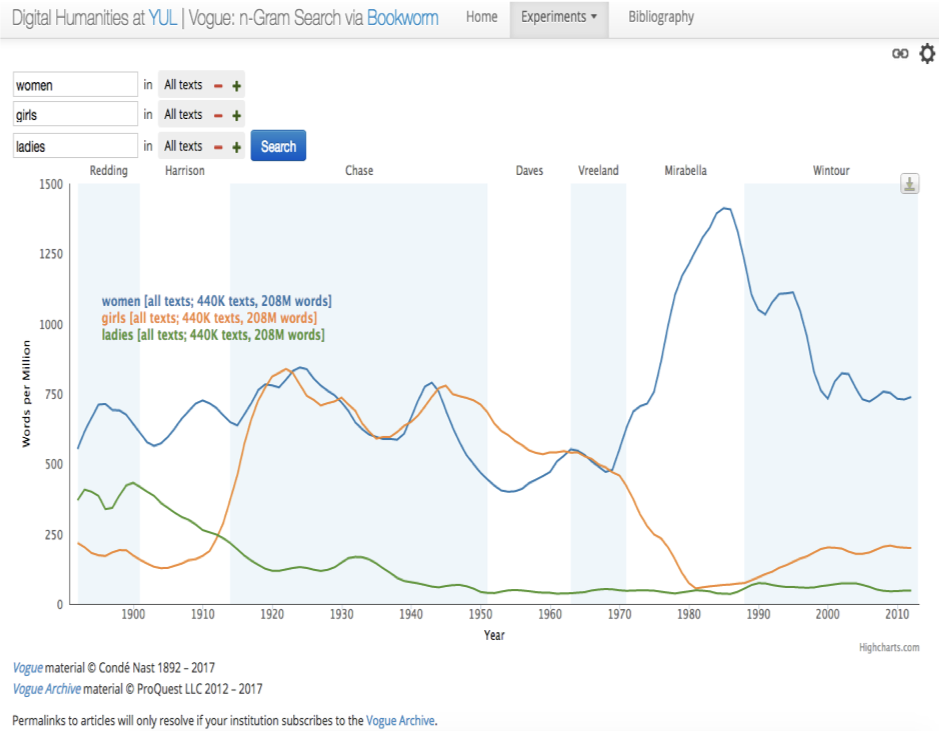 Digital Humanities at YUL | Vogue: n-Gram Search via Bookworm Home Experiments Bibliography
women in All texts − +
girls in All texts − +
ladies in All texts − + Search
Redding Harrison Chase Daves Vreeland Mirabella Wintour
1500
1250
women [all texts; 440K texts, 208M words]
girls [all texts; 440K texts, 208M words]
1000
ladies [all texts; 440K texts, 208M words]
Words per Million
750
500
250
0
1900 1910 1920 1930 1940 1950 1960 1970 1980 1990 2000 2010
Year
Highcharts.com
Vogue material © Condé Nast 1892 – 2017
Vogue Archive material © ProQuest LLC 2012 – 2017
Permalinks to articles will only resolve if your institution subscribes to the Vogue Archive.